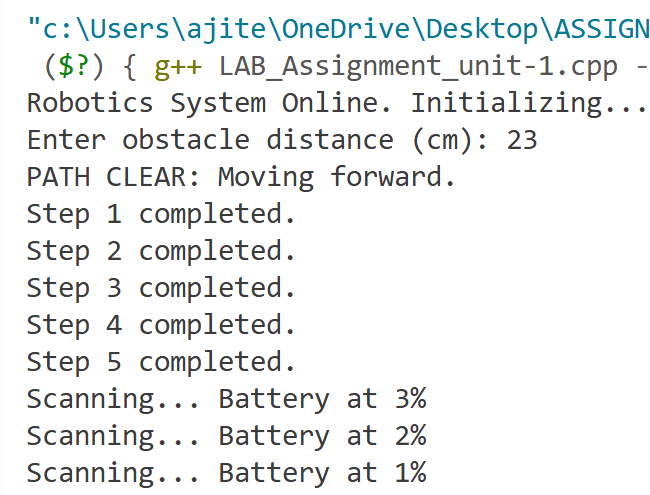 "c:\Users\ajite\OneDrive\Desktop\ASSIGN
($?) { g++ LAB_Assignment_unit-1.cpp -
Robotics System Online. Initializing...
Enter obstacle distance (cm): 23
PATH CLEAR: Moving forward.
Step 1 completed.
Step 2 completed.
Step 3 completed.
Step 4 completed.
Step 5 completed.
Scanning... Battery at 3%
Scanning... Battery at 2%
Scanning... Battery at 1%